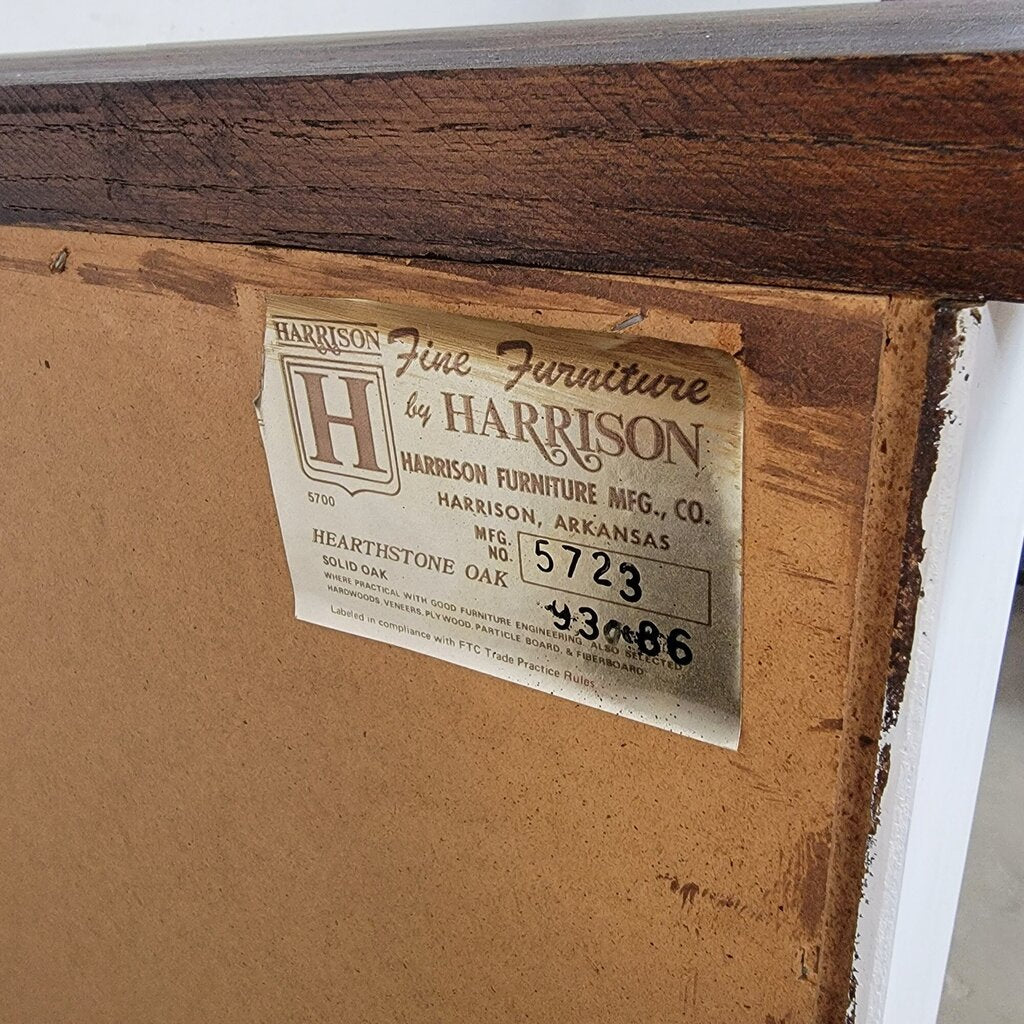 HARRISON
H
5700
Fine Furniture
by HARRISON
HARRISON FURNITURE MFG., CO.
HARRISON, ARKANSAS
MFG.
NO. 5723
HEARTHSTONE OAK
SOLID OAK
WHERE PRACTICAL WITH GOOD FURNITURE ENGINEERING. ALSO SELECTED
HARDWOODS VENEERS, PLYWOOD, PARTICLE BOARD, & FIBERBOARD
Labeled in compliance with FTC Trade Practice Rules.